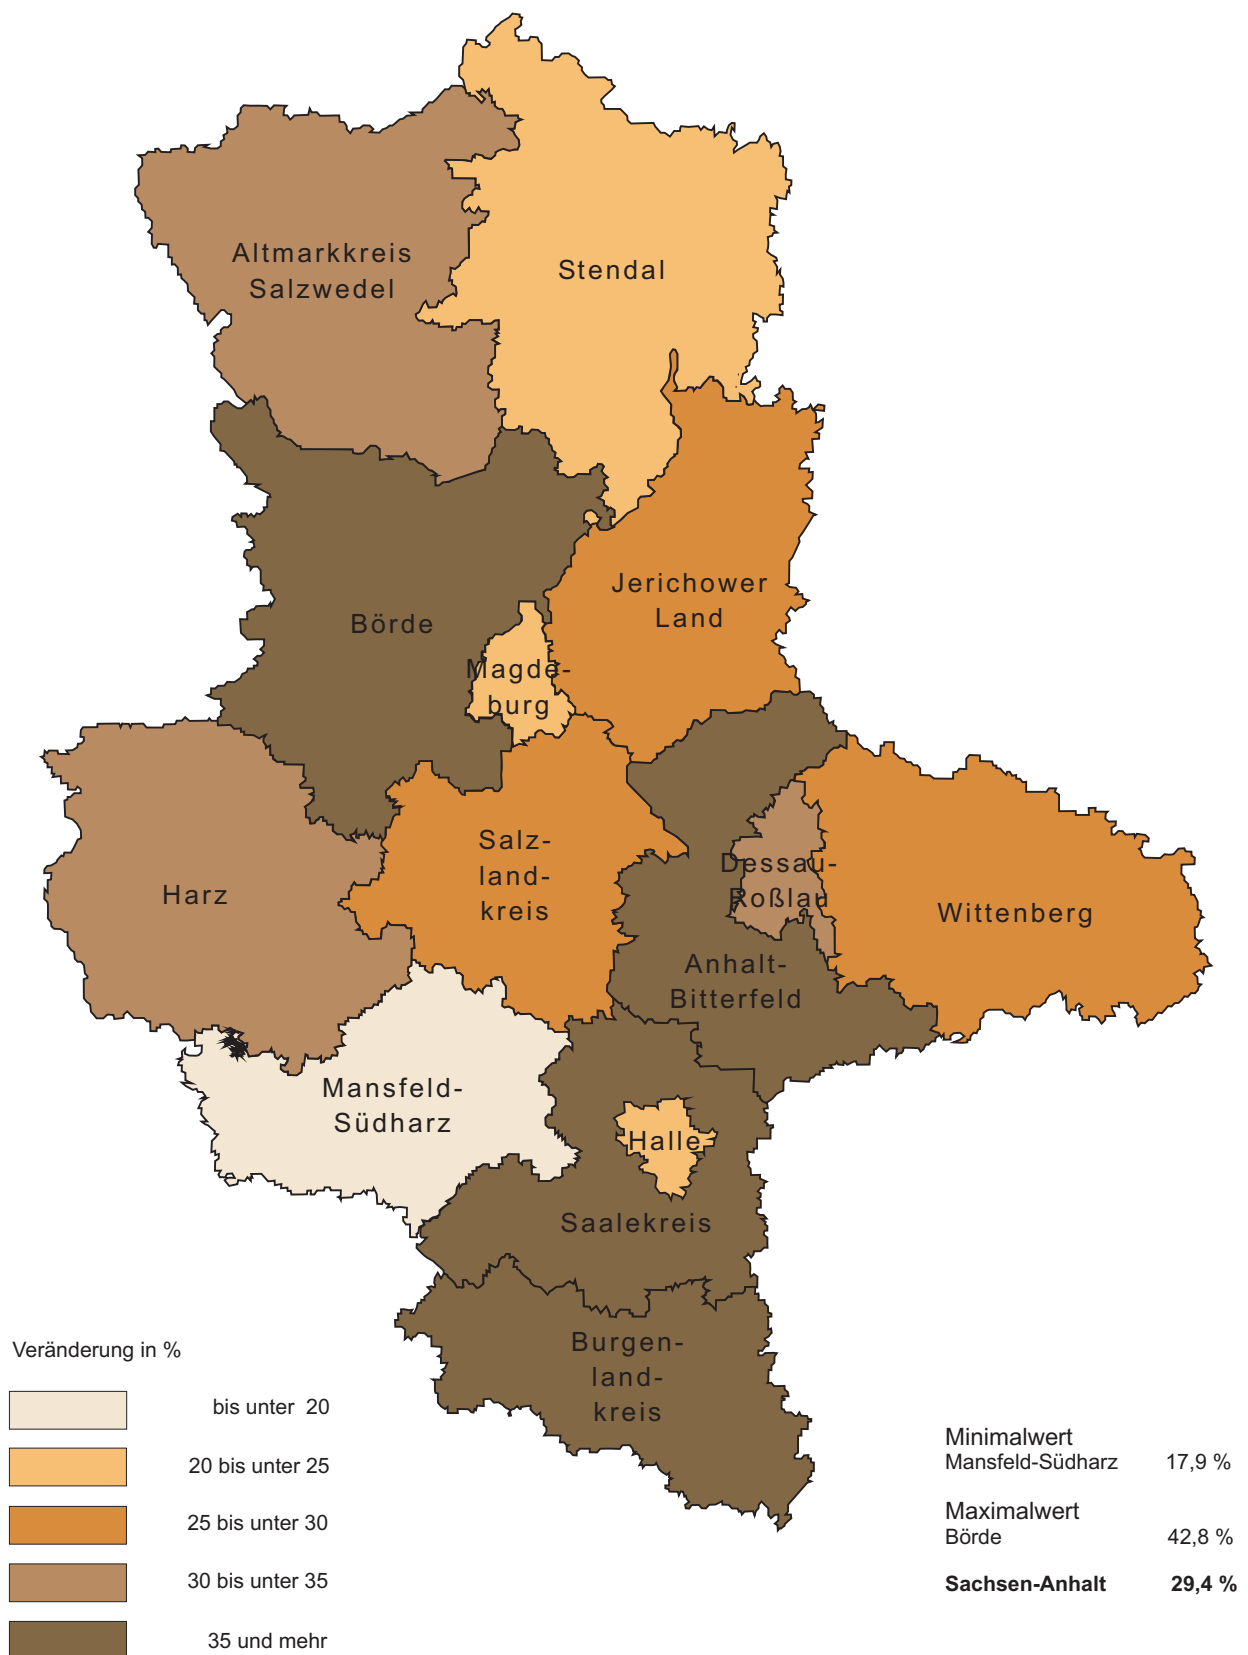 Altmarkkreis
Salzwedel
Stendal
Jerichower
Land
Börde
Magde-
burg
Salz-
land-
kreis
Harz
Dessau-
Roßlau
Wittenberg
Anhalt-
Bitterfeld
Mansfeld-
Südharz
Halle
Saalekreis
Burgen-
land-
kreis
Veränderung in %
bis unter 20
20 bis unter 25
25 bis unter 30
30 bis unter 35
35 und mehr
Minimalwert
Mansfeld-Südharz 17,9 %
Maximalwert
Börde 42,8 %
Sachsen-Anhalt 29,4 %